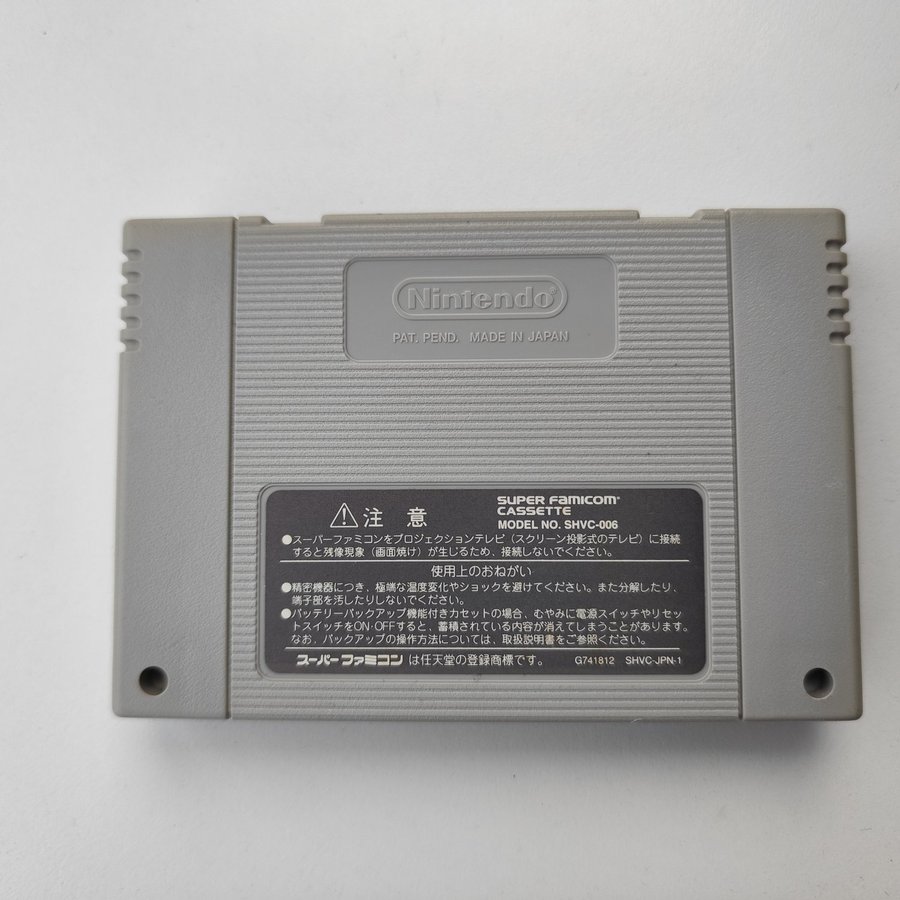 Nintendo®
PAT. PEND. MADE IN JAPAN
⚠注 意
SUPER FAMICOM®
CASSETTE
MODEL NO. SHVC-006
●スーパーファミコンをプロジェクションテレビ(スクリーン投影式のテレビ)に接続
すると残像現象(画面焼け)が生じるため、接続しないでください。
使用上のおねがい
●精密機器につき、極端な温度変化やショックを避けてください。また分解したり、
端子部を汚したりしないでください。
●バッテリーバックアップ機能付きカセットの場合、むやみに電源スイッチやリセッ
トスイッチをON・OFFすると、蓄積されている内容が消えてしまうことがあります。
なお、バックアップの操作方法については、取扱説明書をご参照ください。
スーパーファミコン は任天堂の登録商標です。 G741812 SHVC-JPN-1